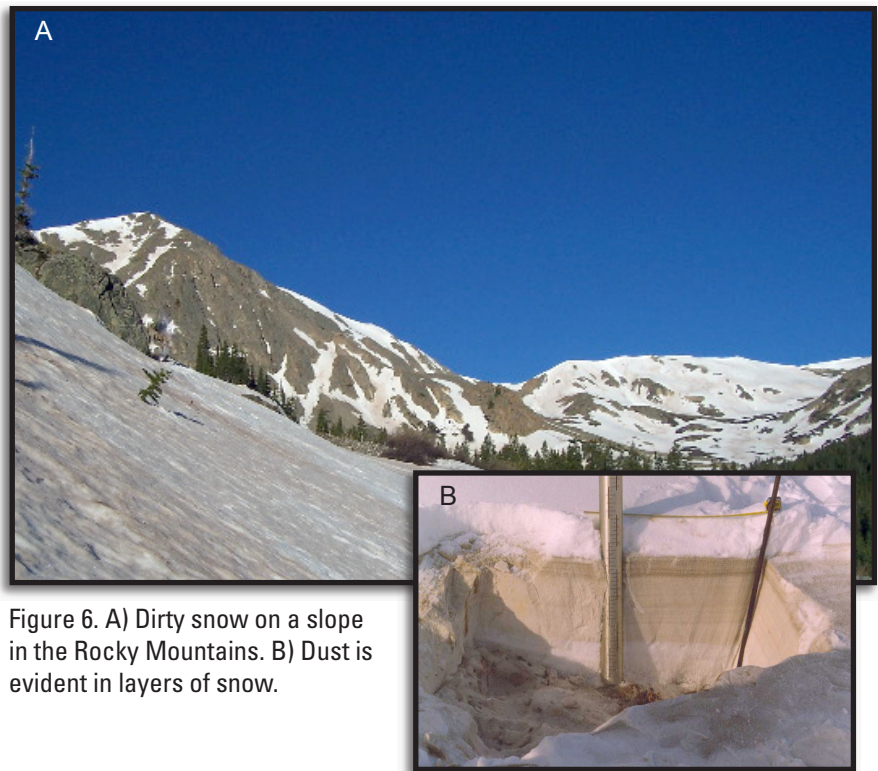 A
B
Figure 6. A) Dirty snow on a slope
in the Rocky Mountains. B) Dust is
evident in layers of snow.